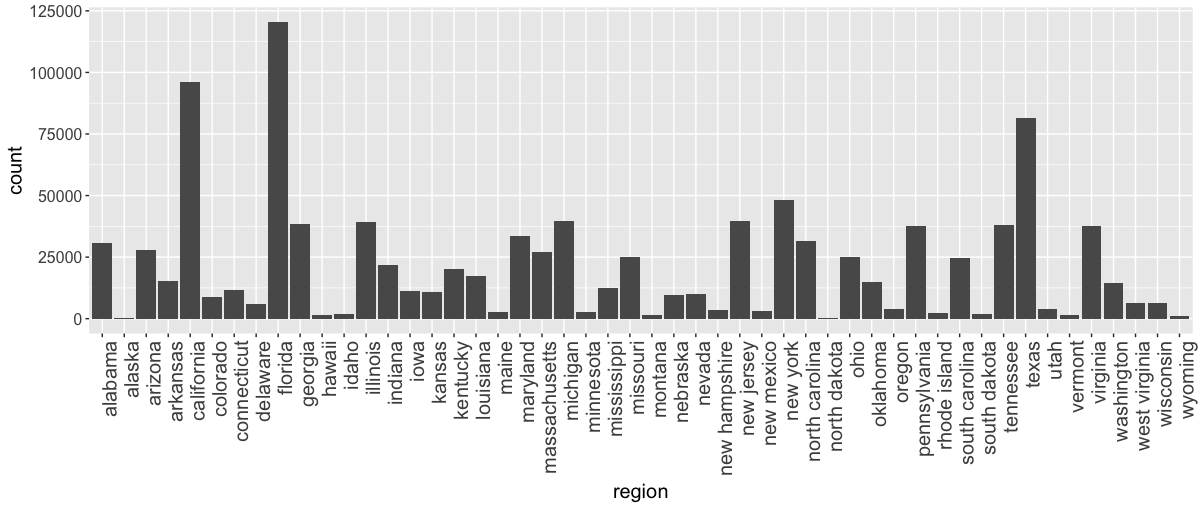 125000
100000
75000
50000
25000
0
count
alabama
alaska
arizona
arkansas
california
colorado
connecticut
delaware
florida
georgia
hawaii
idaho
illinois
indiana
iowa
kansas
kentucky
louisiana
maine
maryland
massachusetts
michigan
minnesota
mississippi
missouri
montana
nebraska
nevada
new hampshire
new jersey
new mexico
new york
north carolina
north dakota
ohio
oklahoma
oregon
pennsylvania
rhode island
south carolina
south dakota
tennessee
texas
utah
vermont
virginia
washington
west virginia
wisconsin
wyoming
region